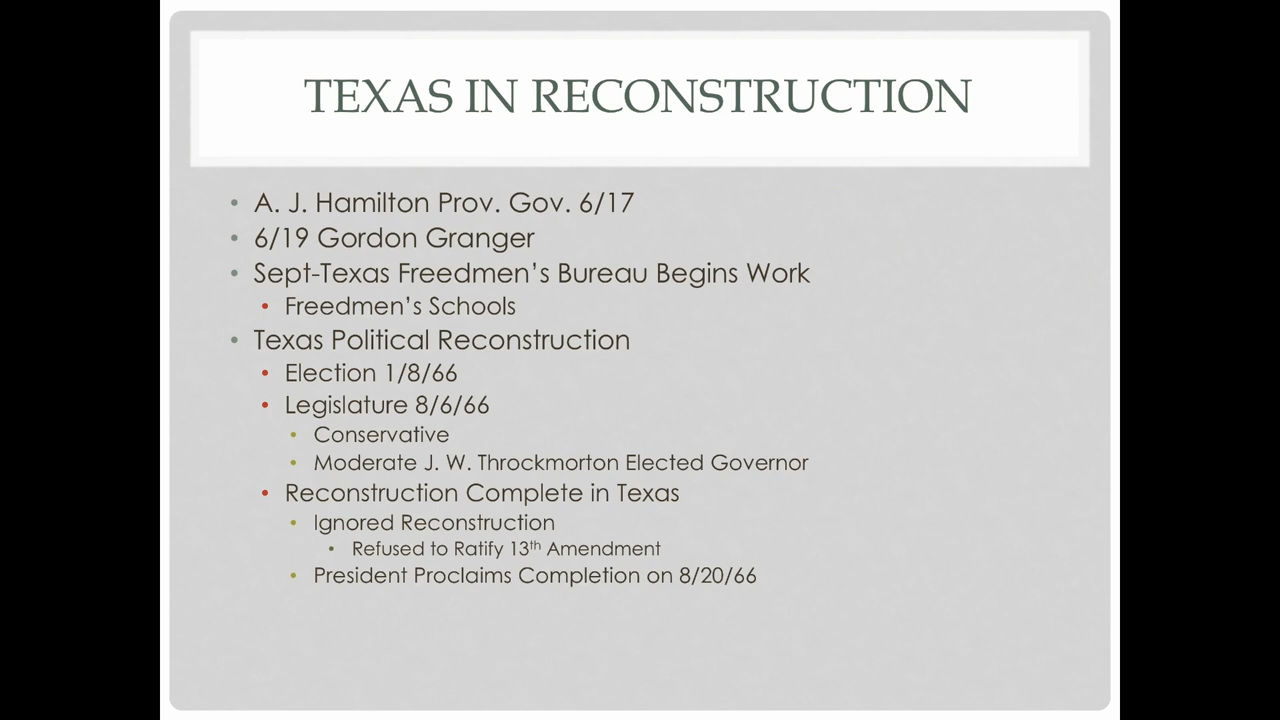 TEXAS IN RECONSTRUCTION
A. J. Hamilton Prov. Gov. 6/17
6/19 Gordon Granger
Sept-Texas Freedmen’s Bureau Begins Work
Freedmen’s Schools
Texas Political Reconstruction
Election 1/8/66
Legislature 8/6/66
Conservative
Moderate J. W. Throckmorton Elected Governor
Reconstruction Complete in Texas
Ignored Reconstruction
Refused to Ratify 13th Amendment
President Proclaims Completion on 8/20/66